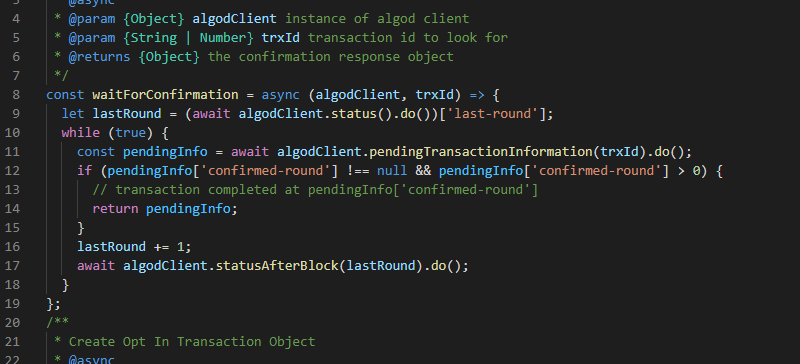 3 * @async
4 * @param {Object} algodClient instance of algod client
5 * @param {String | Number} trxId transaction id to look for
6 * @returns {Object} the confirmation response object
7 */
8 const waitForConfirmation = async (algodClient, trxId) => {
9 let lastRound = (await algodClient.status().do())['last-round'];
10 while (true) {
11 const pendingInfo = await algodClient.pendingTransactionInformation(trxId).do();
12 if (pendingInfo['confirmed-round'] !== null && pendingInfo['confirmed-round'] > 0) {
13 // transaction completed at pendingInfo['confirmed-round']
14 return pendingInfo;
15 }
16 lastRound += 1;
17 await algodClient.statusAfterBlock(lastRound).do();
18 }
19 };
20 /**
21 * Create Opt In Transaction Object
22 * @async